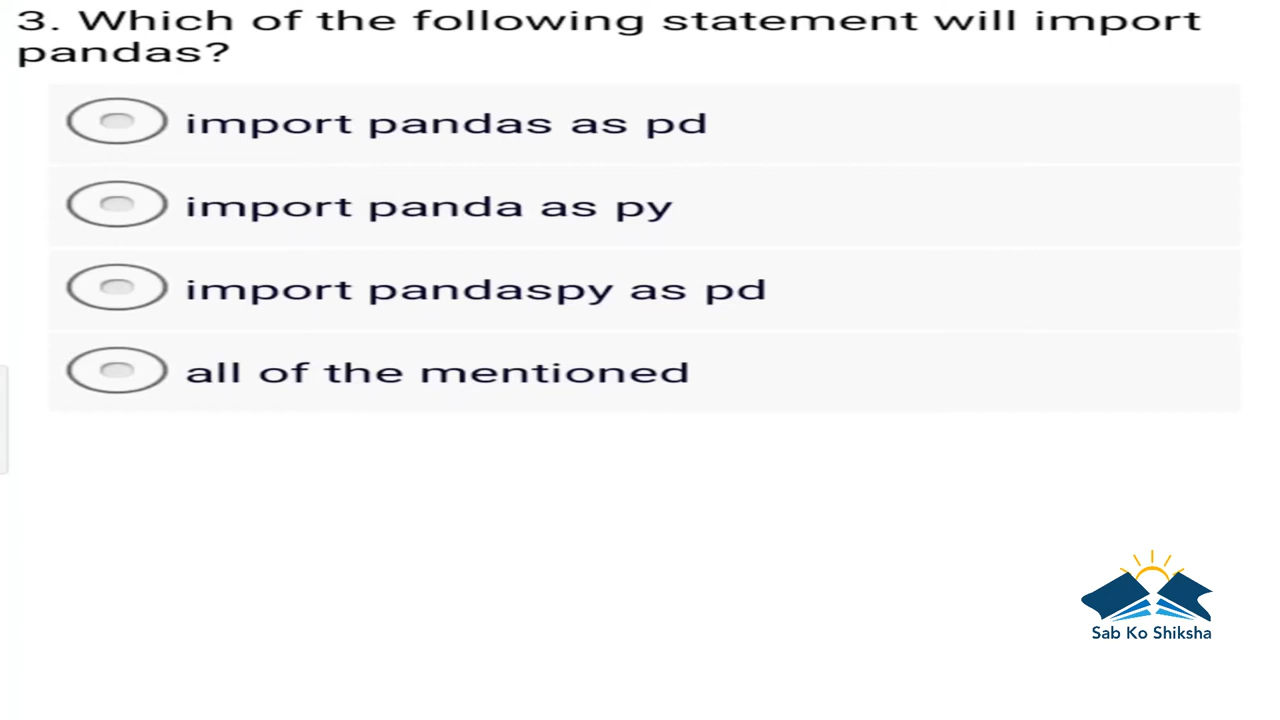 3. Which of the following statement will import
pandas?
import pandas as pd
import panda as py
import pandaspy as pd
all of the mentioned
Sab Ko Shiksha